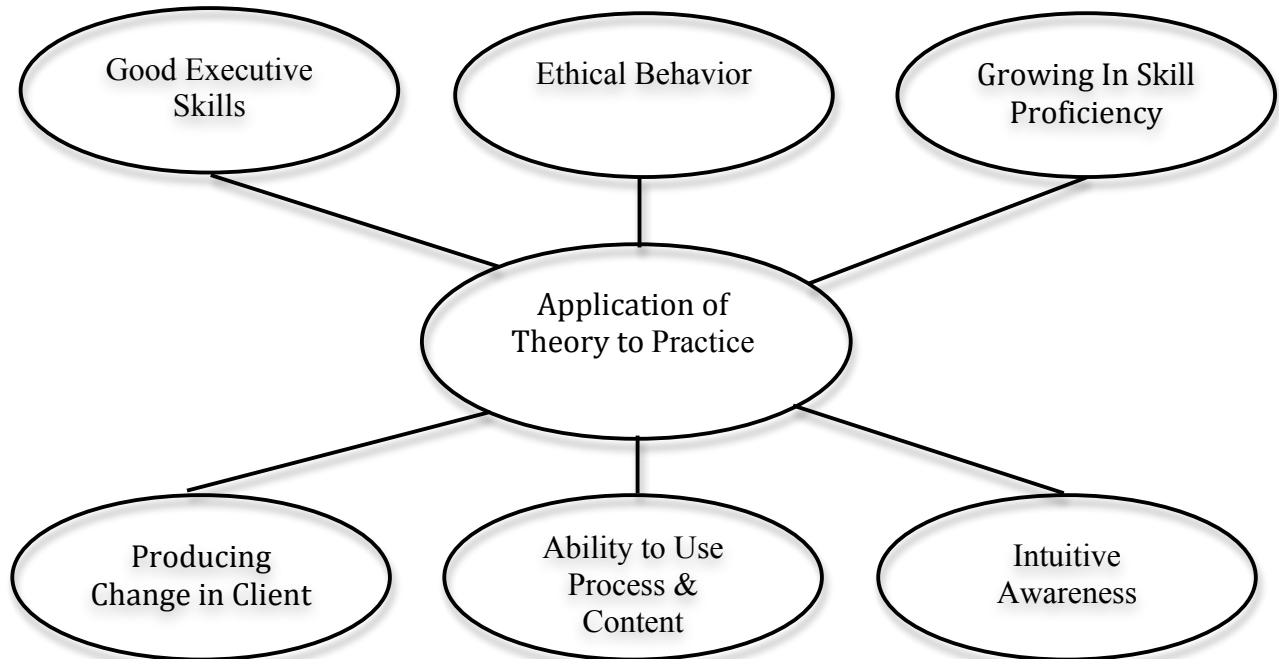 Good Executive
Skills
Ethical Behavior
Growing In Skill
Proficiency
Application of
Theory to Practice
Producing
Change in Client
Ability to Use
Process &
Content
Intuitive
Awareness